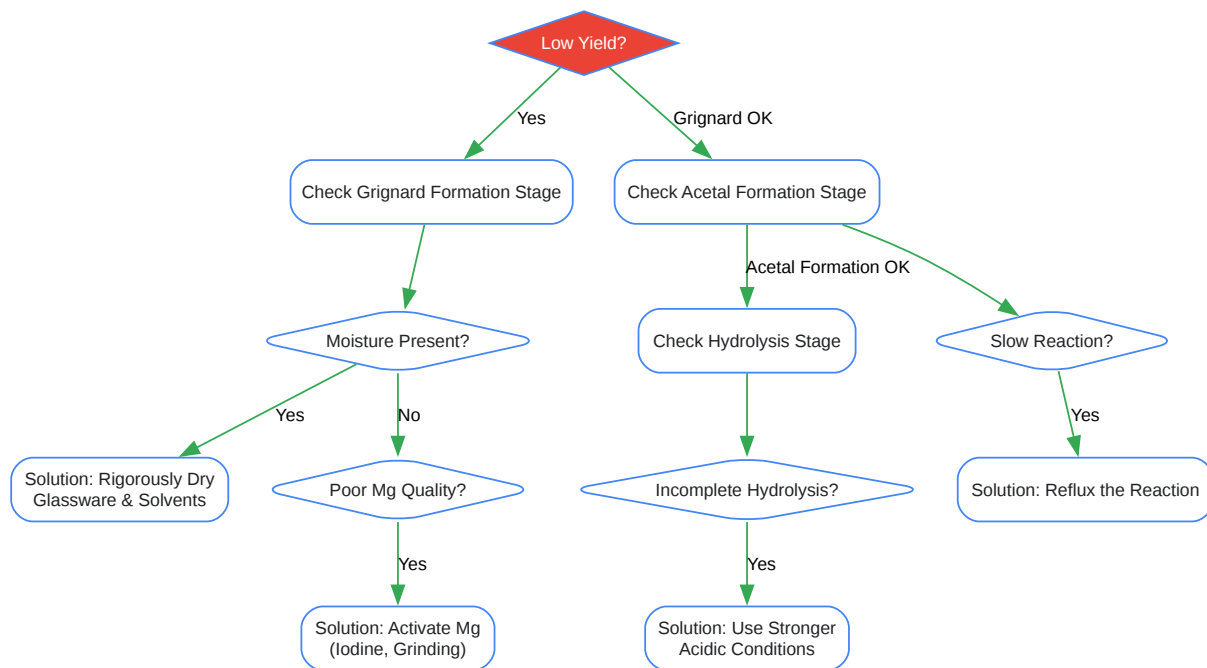 Low Yield?
Yes
Grignard OK
Check Grignard Formation Stage
Check Acetal Formation Stage
Acetal Formation OK
Moisture Present?
Check Hydrolysis Stage
Slow Reaction?
Yes
No
Yes
Solution: Rigorously Dry
Glassware & Solvents
Poor Mg Quality?
Incomplete Hydrolysis?
Solution: Reflux the Reaction
Yes
Yes
Solution: Activate Mg
(Iodine, Grinding)
Solution: Use Stronger
Acidic Conditions